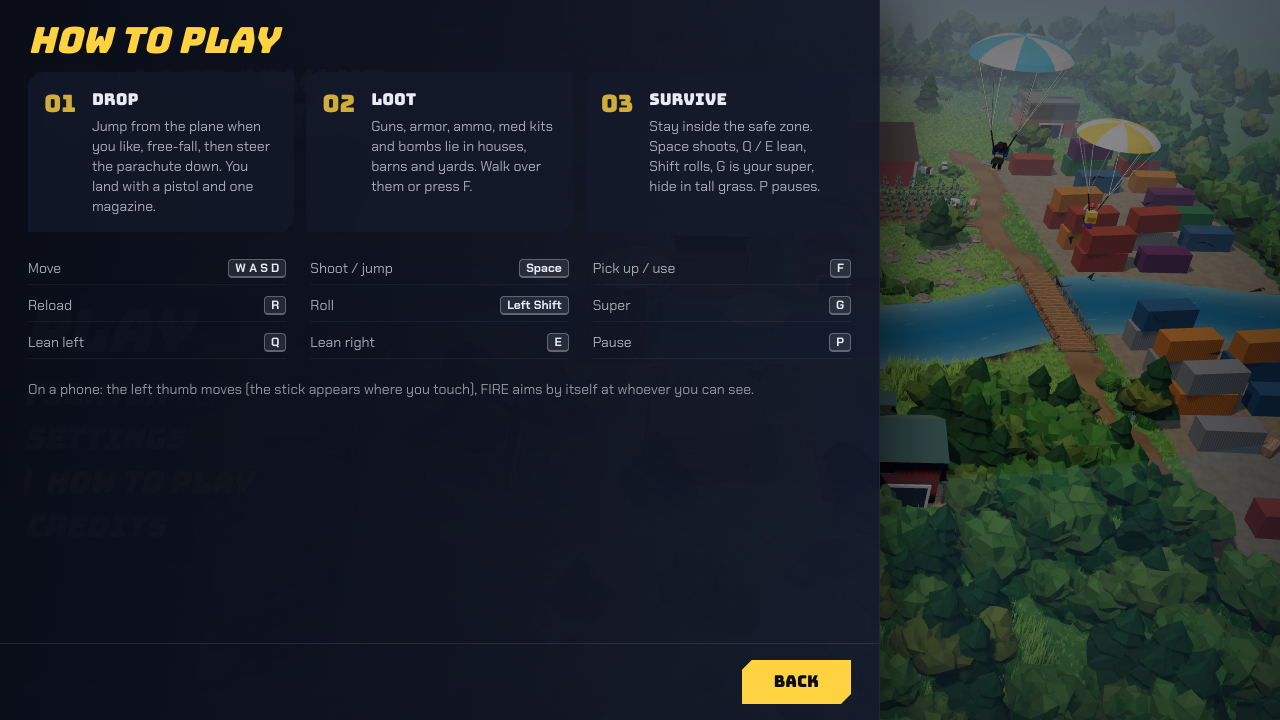 HOW TO PLAY
01 DROP
Jump from the plane when
you like, free-fall, then steer
the parachute down. You
land with a pistol and one
magazine.
02 LOOT
Guns, armor, ammo, med kits
and bombs lie in houses,
barns and yards. Walk over
them or press F.
03 SURVIVE
Stay inside the safe zone.
Space shoots, Q / E lean,
Shift rolls, G is your super,
hide in tall grass. P pauses.
Move W A S D Shoot / jump Space Pick up / use F
Reload R Roll Left Shift Super G
Lean left Q Lean right E Pause P
On a phone: the left thumb moves (the stick appears where you touch), FIRE aims by itself at whoever you can see.
PLAY
SETTINGS
HOW TO PLAY
CREDITS
BACK